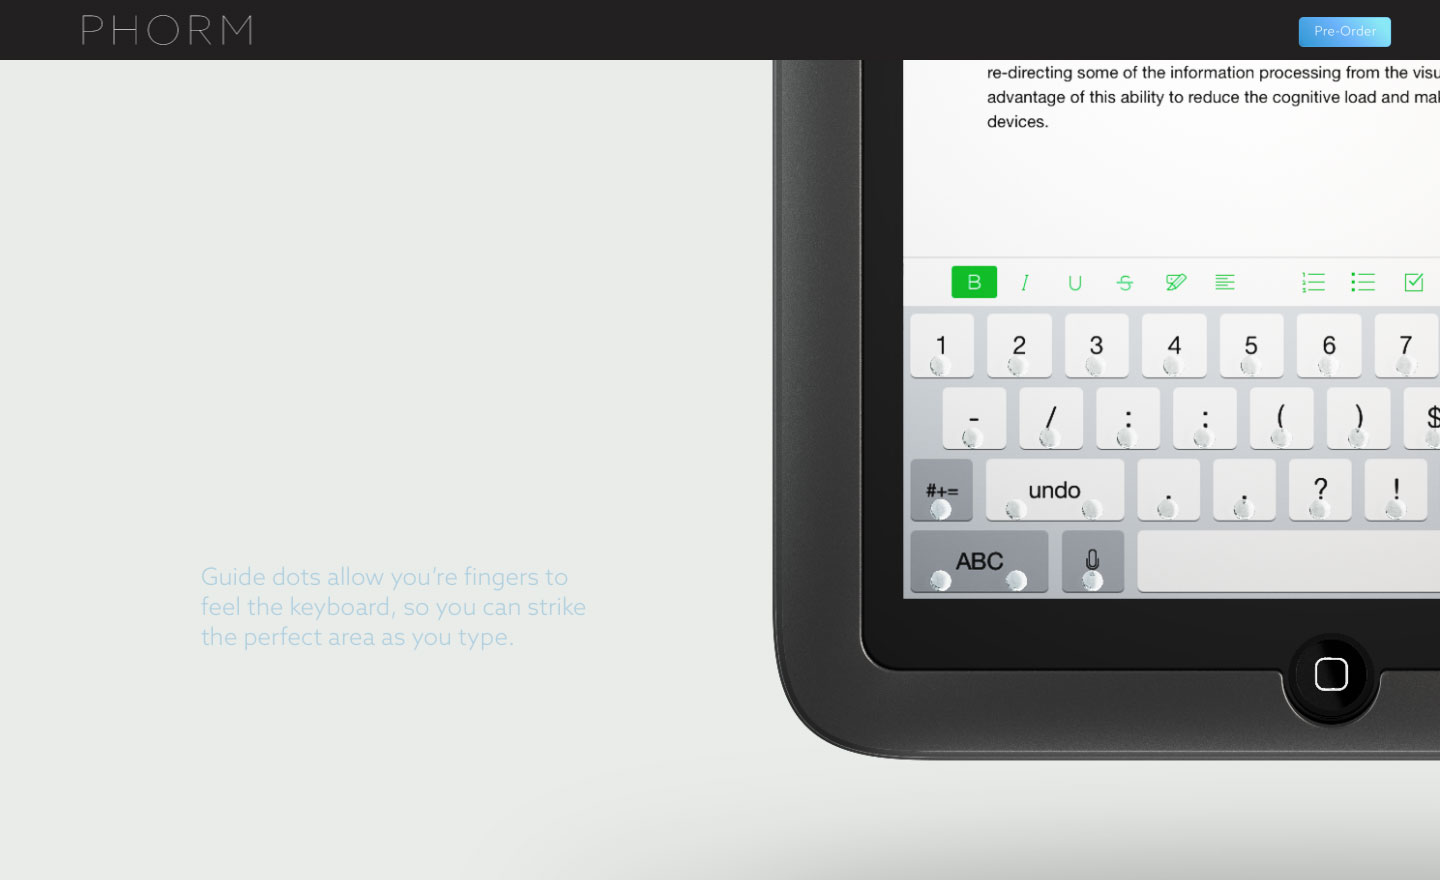 PHORM
Pre-Order
re-directing some of the information processing from the
advantage of this ability to reduce the cognitive load and
devices.
B I U S
1 2 3 4 5 6 7
- / : : ( ) $
#+= undo . . ? !
ABC
Guide dots allow you're fingers to
feel the keyboard, so you can strike
the perfect area as you type.